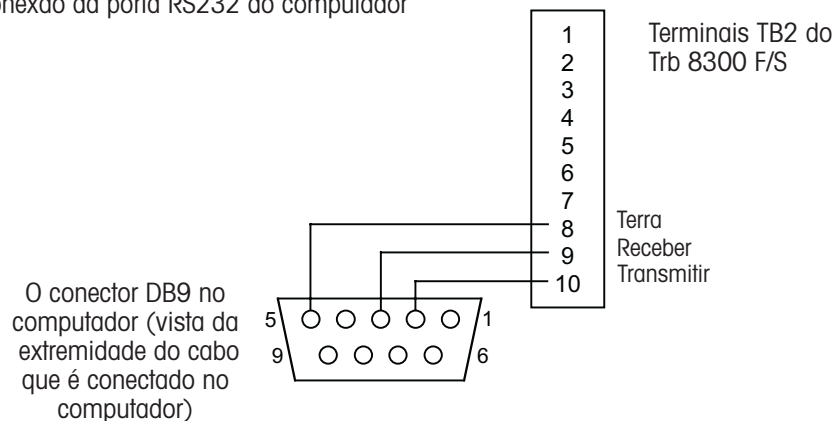 da porta RS232 do computador
1
2
3
4
5
6
7
8
9
10
Terminais TB2 do
Trb 8300 F/S
Terra
Receber
Transmitir
O conector DB9 no
computador (vista da
extremidade do cabo
que é conectado no
computador)
5
1
9
6